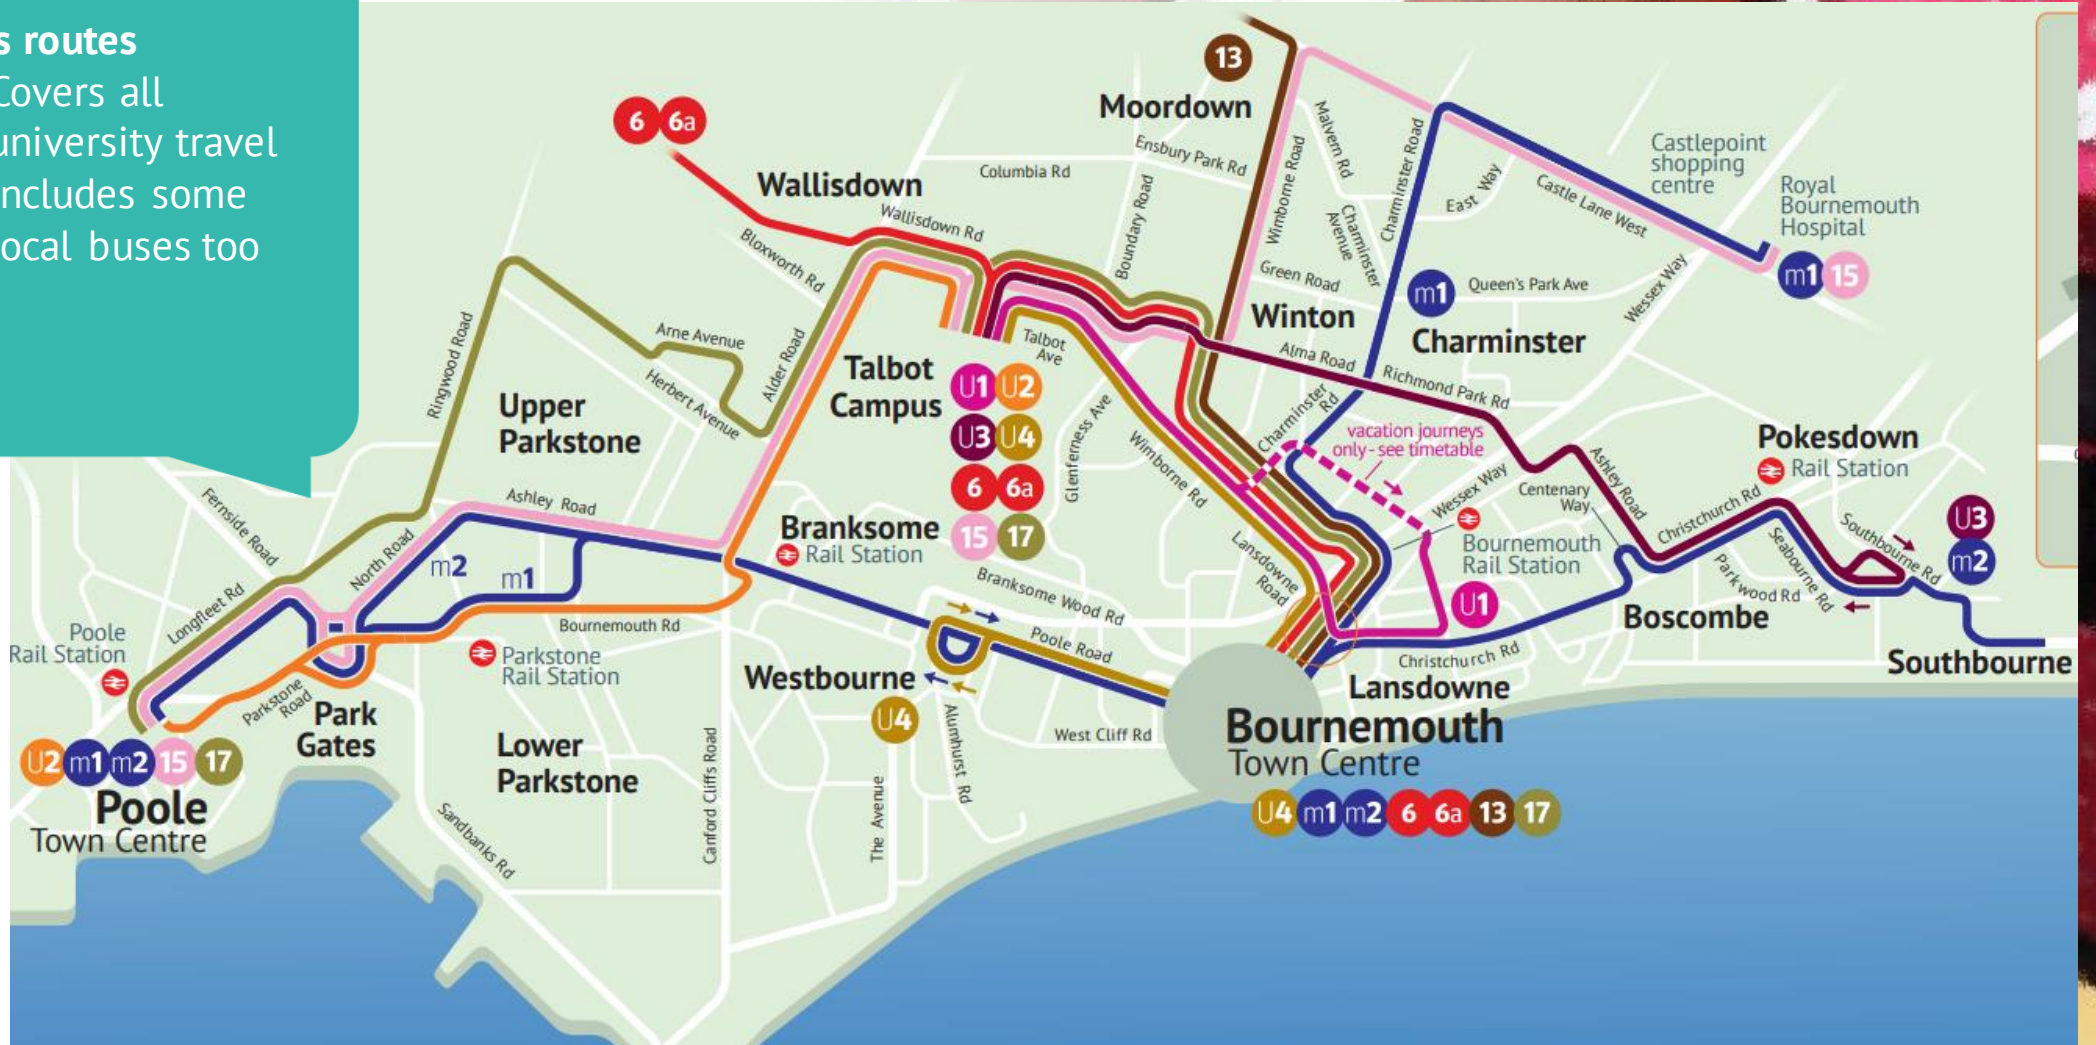 s routes
Covers all
university travel
ncludes some
ocal buses too
13
Moordown
6 6a
Wallisdown
Columbia Rd
Ensbury Park Rd
Wallisdown Rd
Bloxworth Rd
Boundary Road
Wimborne Road
Malvern Rd
Charminster Avenue
Charminster Road
East Way
Castle Lane West
Castlepoint
shopping
centre
Royal
Bournemouth
Hospital
m1 15
Wessex Way
Green Road
m1
Queen's Park Ave
Winton
Charminster
Ringwood Road
Arne Avenue
Herbert Avenue
Alder Road
Talbot
Campus
Talbot
Ave
U1 U2
U3 U4
6 6a
15 17
Alma Road
Richmond Park Rd
Upper
Parkstone
Charminster
Rd
vacation journeys
only - see timetable
Glenferness Ave
Wimborne Rd
Pokesdown
Rail Station
Ashley Road
Ashley Road
Branksome
Rail Station
Wessex Way
Centenary
Way
Christchurch Rd
Southbourne Rd
U3
m2
Fernside Road
North Road
m2
m1
Lansdowne
Road
Bournemouth
Rail Station
Parkwood Rd
Seabourne Rd
Branksome Wood Rd
U1
Boscombe
Longfleet Rd
Poole
Rail Station
Bournemouth Rd
Parkstone
Rail Station
Poole Road
Christchurch Rd
Southbourne
Westbourne
Lansdowne
Parkstone
Road
Park
Gates
U4
Alumhurst Rd
West Cliff Rd
Bournemouth
Town Centre
U2 m1 m2 15 17
Poole
Town Centre
Lower
Parkstone
Canford Cliffs Road
The Avenue
Sandbanks Rd
U4 m1 m2 6 6a 13 17